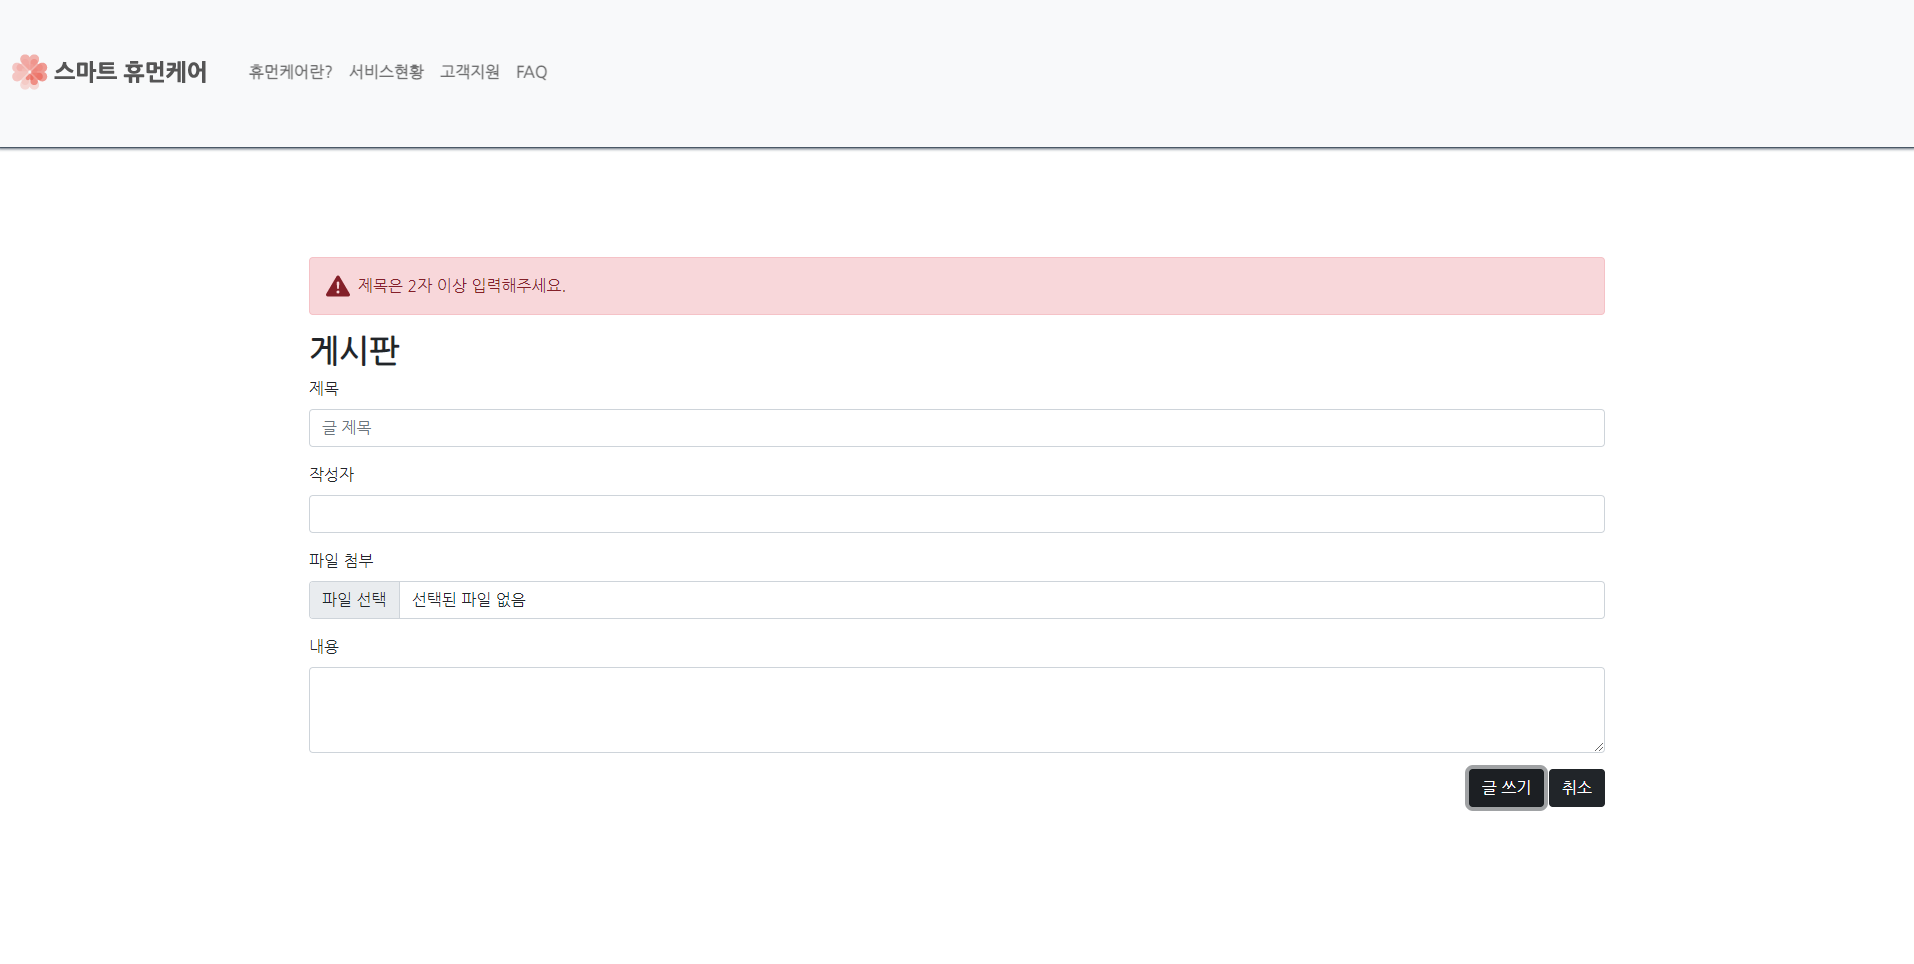 스마트 휴먼케어 휴먼케어란? 서비스현황 고객지원 FAQ
제목은 2자 이상 입력해주세요.
게시판
제목
글 제목
작성자
파일 첨부
파일 선택 선택된 파일 없음
내용
글 쓰기 취소